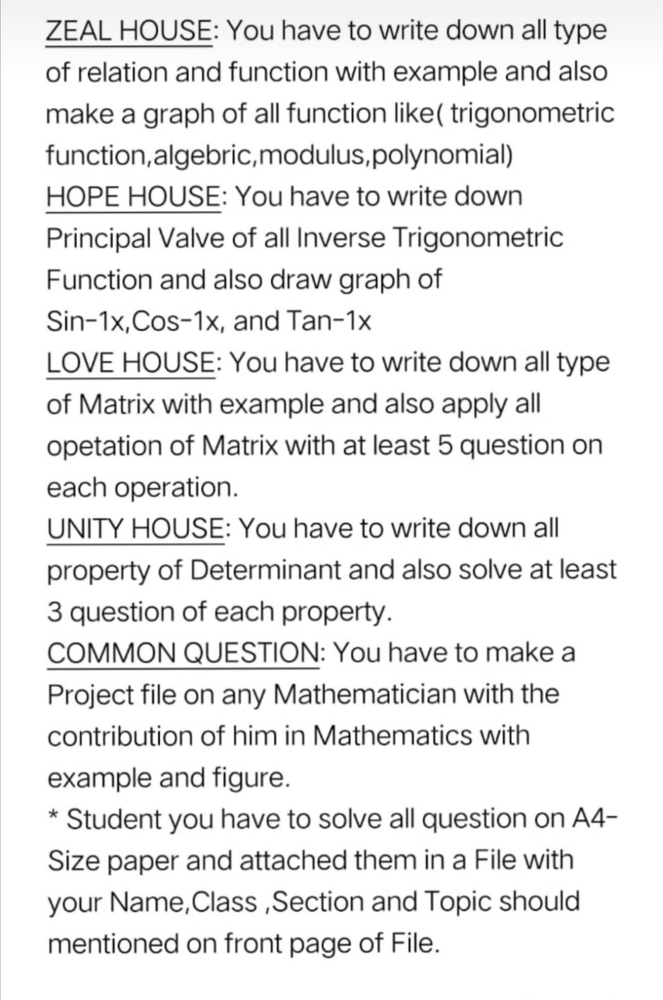 ZEAL HOUSE: You have to write down all type
of relation and function with example and also
make a graph of all function like( trigonometric
function,algebric,modulus,polynomial)
HOPE HOUSE: You have to write down
Principal Valve of all Inverse Trigonometric
Function and also draw graph of
Sin-1x,Cos-1x, and Tan-1x
LOVE HOUSE: You have to write down all type
of Matrix with example and also apply all
opetation of Matrix with at least 5 question on
each operation.
UNITY HOUSE: You have to write down all
property of Determinant and also solve at least
3 question of each property.
COMMON QUESTION: You have to make a
Project file on any Mathematician with the
contribution of him in Mathematics with
example and figure.
* Student you have to solve all question on A4-
Size paper and attached them in a File with
your Name,Class ,Section and Topic should
mentioned on front page of File.